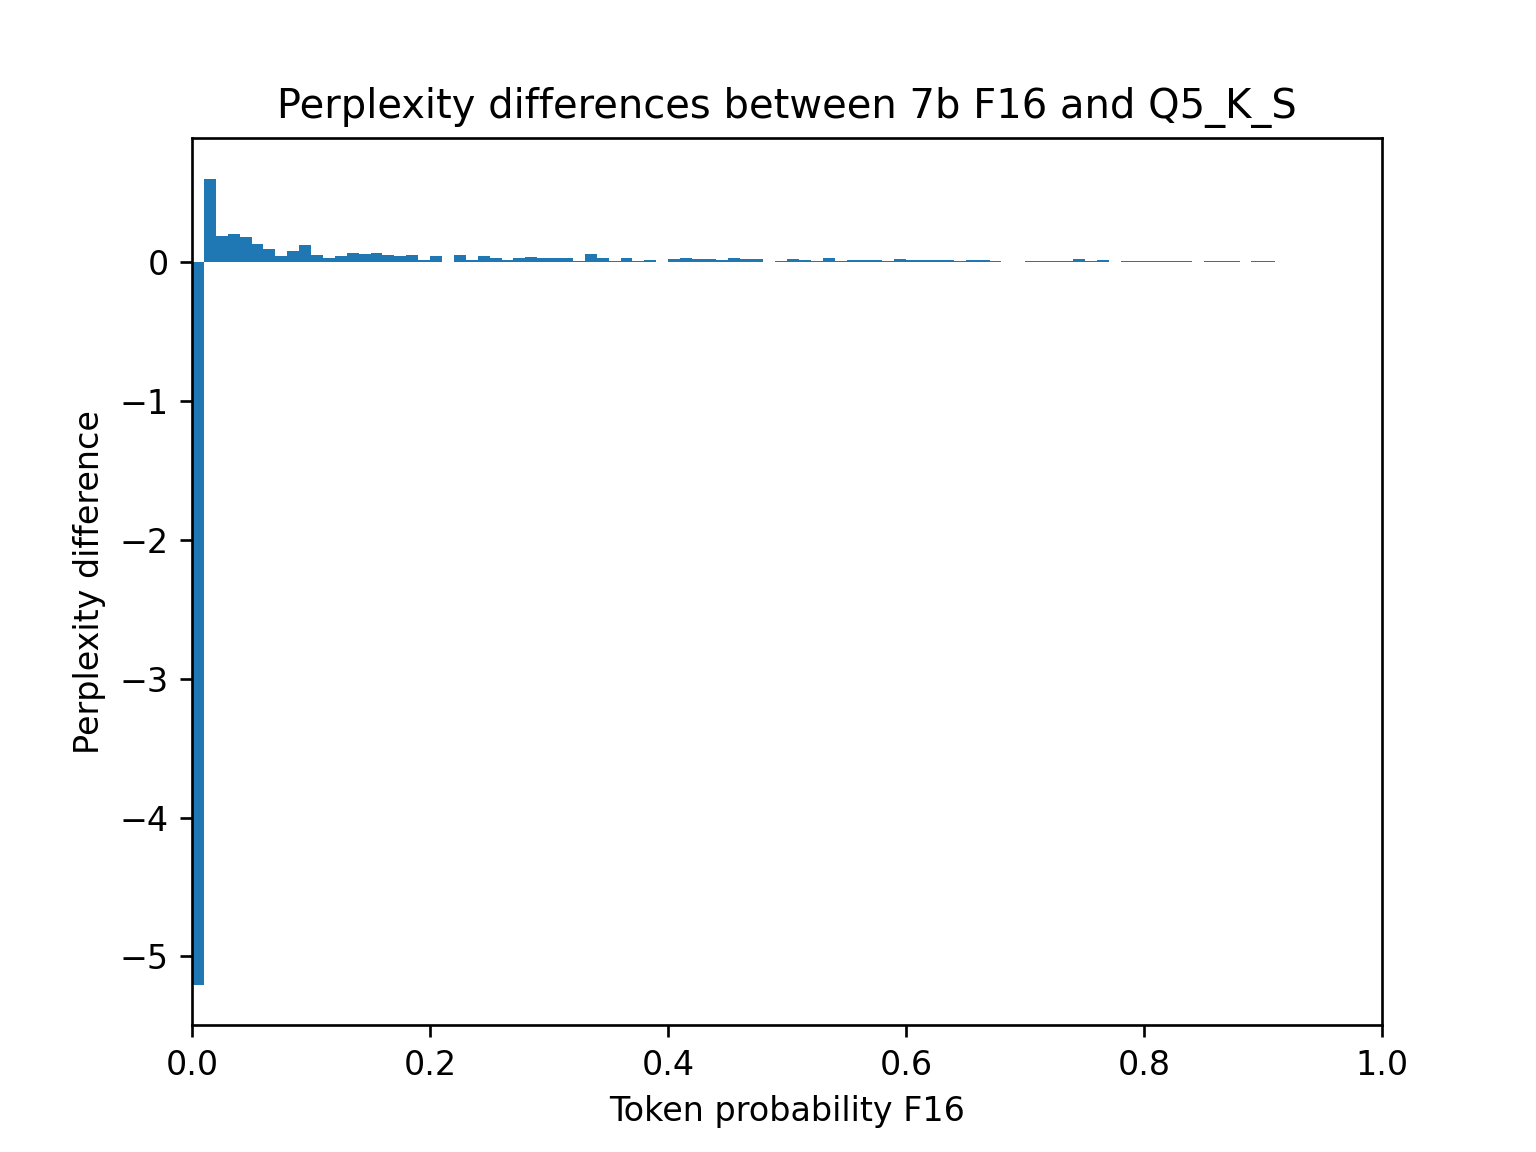 Perplexity differences between 7b F16 and Q5_K_S
0
−1
−2
−3
−4
−5
Perplexity difference
0.0 0.2 0.4 0.6 0.8 1.0
Token probability F16